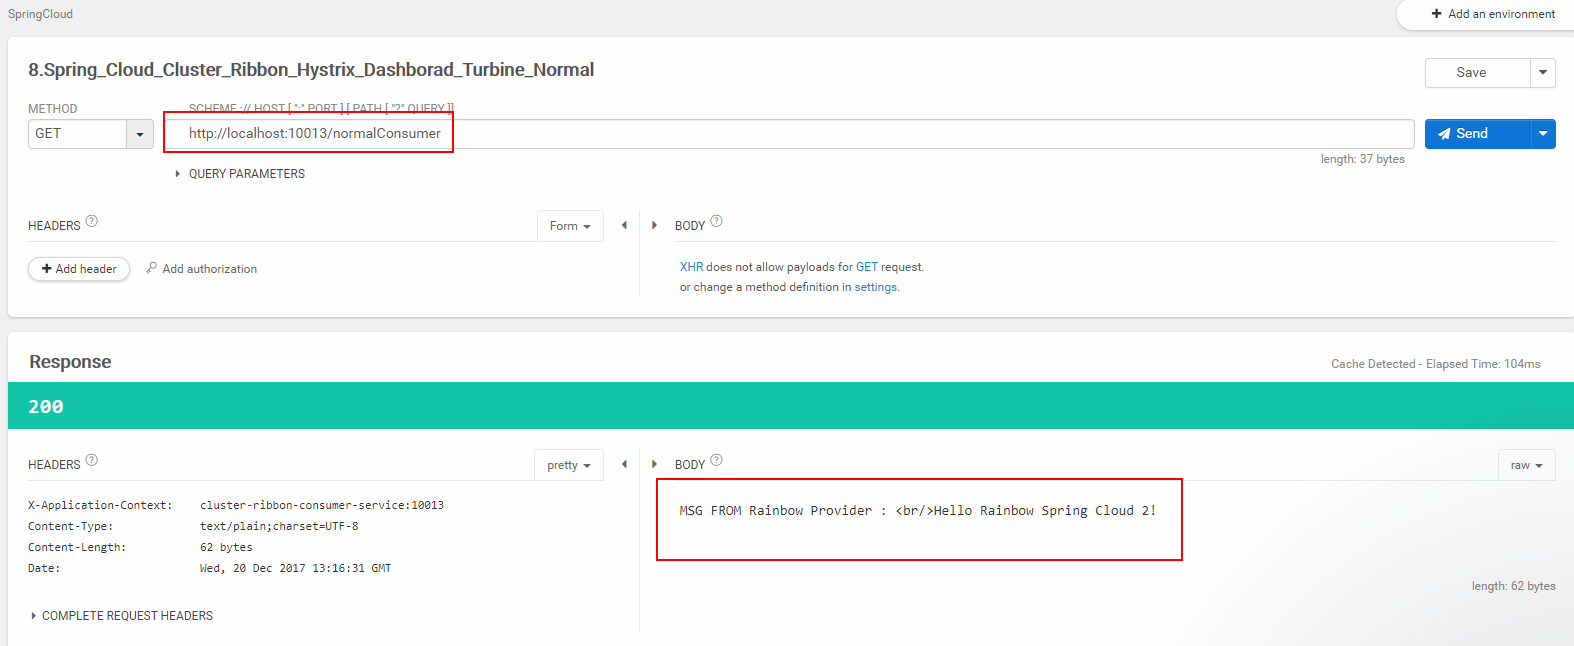 SpringCloud
+ Add an environment
8.Spring_Cloud_Cluster_Ribbon_Hystrix_Dashborad_Turbine_Normal
Save
METHOD
SCHEME :// HOST [ ":" PORT ] [ PATH [ "?" QUERY ]]
GET
http://localhost:10013/normalConsumer
Send
length: 37 bytes
QUERY PARAMETERS
HEADERS ?
Form
BODY ?
+ Add header
Add authorization
XHR does not allow payloads for GET request.
or change a method definition in settings.
Response
Cache Detected - Elapsed Time: 104ms
200
HEADERS ?
pretty
BODY ?
raw
X-Application-Context: cluster-ribbon-consumer-service:10013
Content-Type: text/plain;charset=UTF-8
Content-Length: 62 bytes
Date: Wed, 20 Dec 2017 13:16:31 GMT
MSG FROM Rainbow Provider : <br/>Hello Rainbow Spring Cloud 2!
length: 62 bytes
COMPLETE REQUEST HEADERS